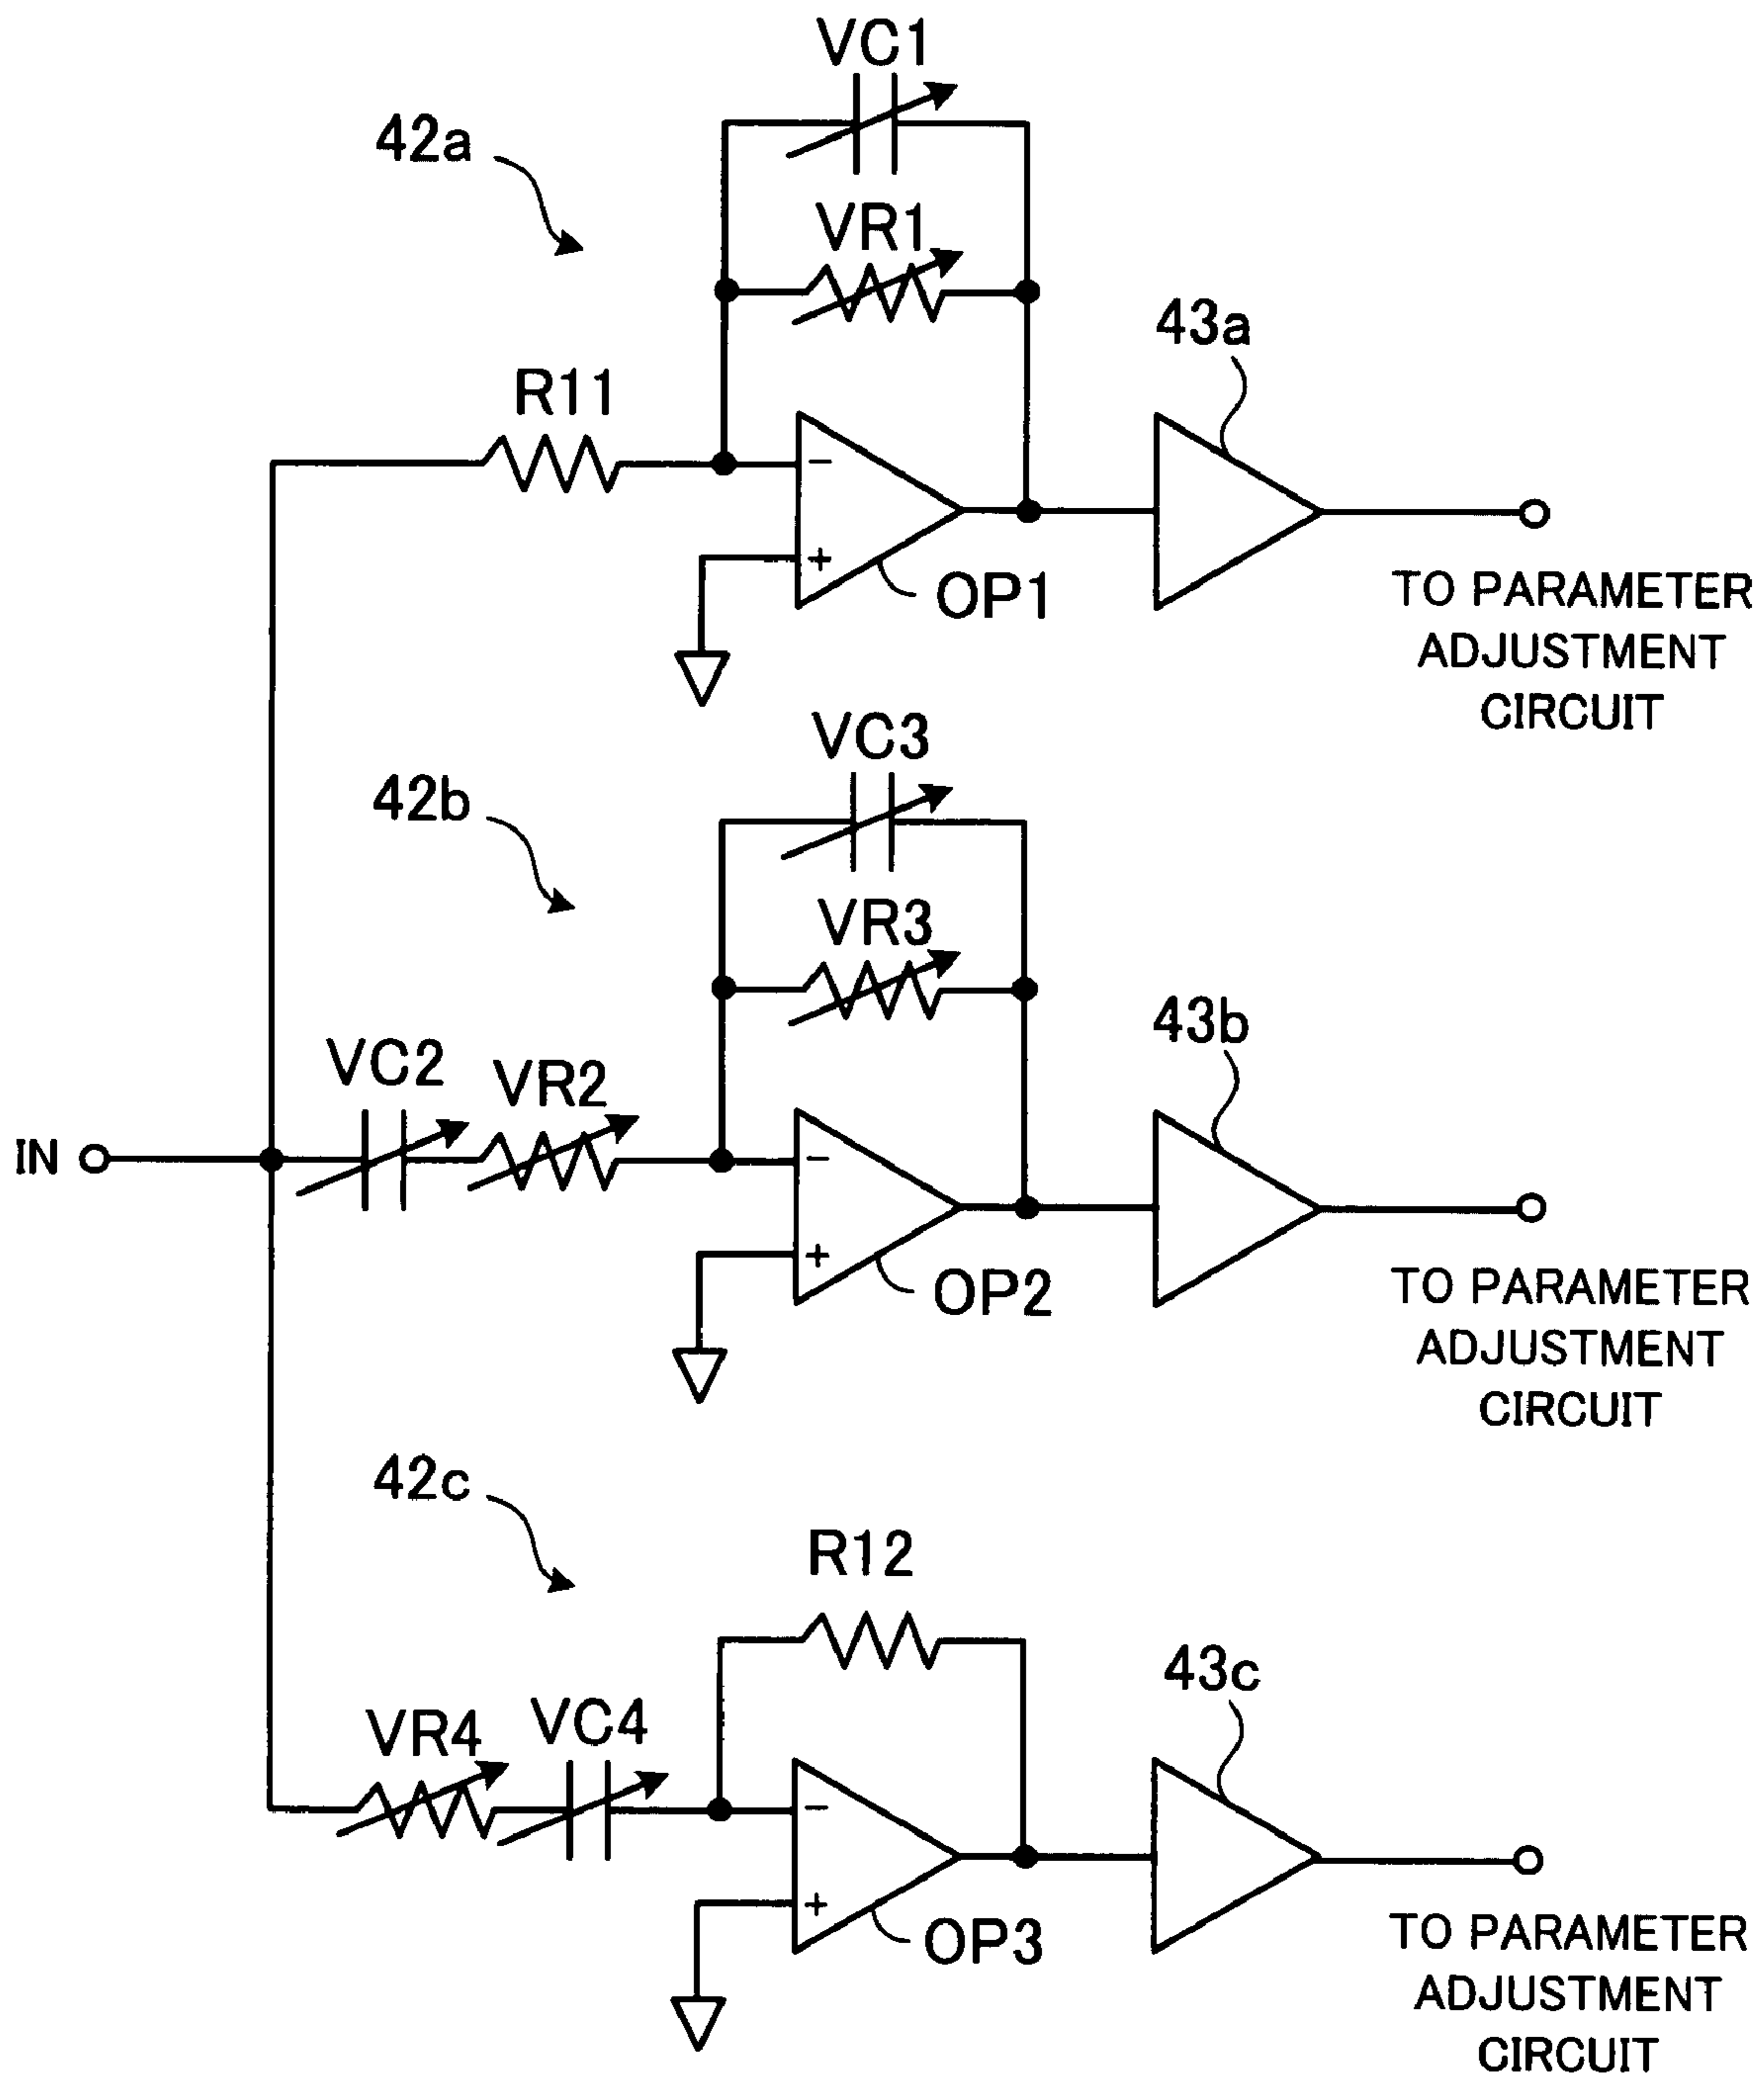 VC1
42a
VR1
43a
R11
−
+
OP1
TO PARAMETER
ADJUSTMENT
CIRCUIT
VC3
42b
VR3
43b
VC2
VR2
IN
−
+
OP2
TO PARAMETER
ADJUSTMENT
CIRCUIT
42c
R12
43c
VR4
VC4
−
+
OP3
TO PARAMETER
ADJUSTMENT
CIRCUIT